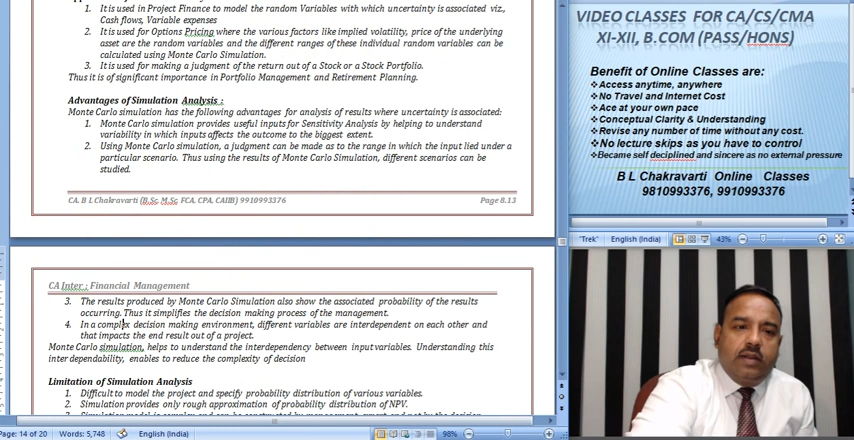 1. It is used in Project Finance to model the random Variables with which uncertainty is associated viz.,
Cash flows, Variable expenses
2. It is used for Options Pricing where the various factors like implied volatility, price of the underlying
asset are the random variables and the different ranges of these individual random variables can be
calculated using Monte Carlo Simulation.
3. It is used for making a judgment of the return out of a Stock or a Stock Portfolio.
Thus it is of significant importance in Portfolio Management and Retirement Planning.
Advantages of Simulation Analysis :
Monte Carlo simulation has the following advantages for analysis of results where uncertainty is associated:
1. Monte Carlo simulation provides useful inputs for Sensitivity Analysis by helping to understand
variability in which inputs affects the outcome to the biggest extent.
2. Using Monte Carlo simulation, a judgment can be made as to the range in which the input lied under a
particular scenario. Thus using the results of Monte Carlo Simulation, different scenarios can be
studied.
CA. B L Chakravarti (B.Sc, M.Sc, FCA, CPA, CAIIB) 9910993376 Page 8.13
CA Inter : Financial Management
3. The results produced by Monte Carlo Simulation also show the associated probability of the results
occurring. Thus it simplifies the decision making process of the management.
4. In a complex decision making environment, different variables are interdependent on each other and
that impacts the end result out of a project.
Monte Carlo simulation, helps to understand the interdependency between input variables. Understanding this
inter dependability, enables to reduce the complexity of decision
Limitation of Simulation Analysis
1. Difficult to model the project and specify probability distribution of various variables.
2. Simulation provides only rough approximation of probability distribution of NPV.
Page: 14 of 20 Words: 5,748 English (India) 98%
VIDEO CLASSES FOR CA/CS/CMA
XI-XII, B.COM (PASS/HONS)
Benefit of Online Classes are:
❖Access anytime, anywhere
❖No Travel and Internet Cost
❖Ace at your own pace
❖Conceptual Clarity & Understanding
❖Revise any number of time without any cost.
❖No lecture skips as you have to control
❖Became self deciplined and sincere as no external pressure
B L Chakravarti Online Classes
9810993376, 9910993376
"Trek" English (India) 43%